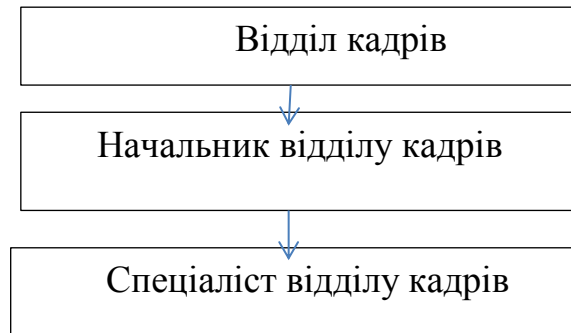 Відділ кадрів
Начальник відділу кадрів
Спеціаліст відділу кадрів